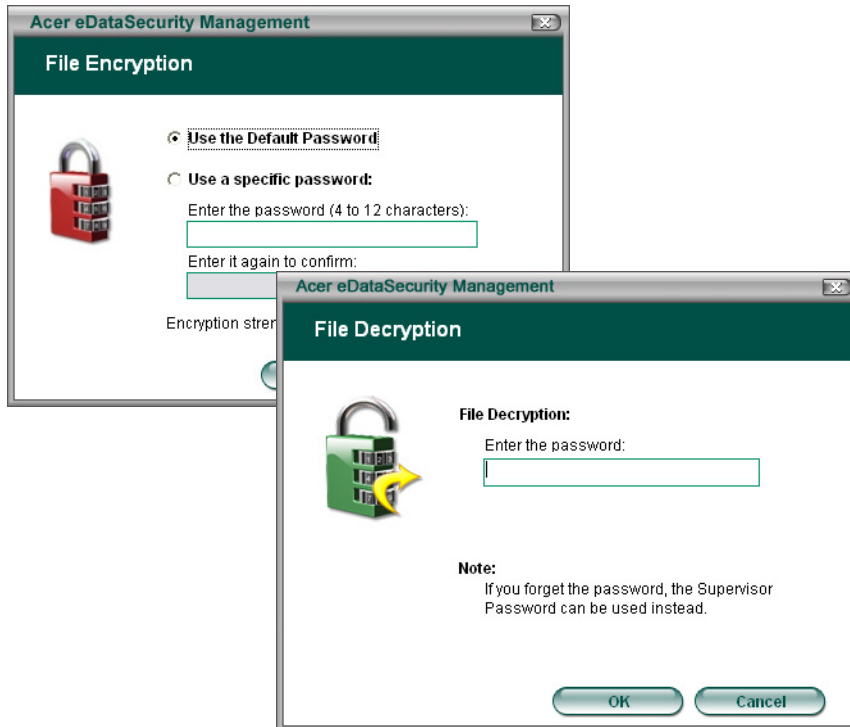 Acer eDataSecurity Management
File Encryption
Use the Default Password
Use a specific password:
Enter the password (4 to 12 characters):
Enter it again to confirm:
Encryption
Acer eDataSecurity Management
File Decryption
File Decryption:
Enter the password:
Note:
If you forget the password, the Supervisor
Password can be used instead.
OK
Cancel